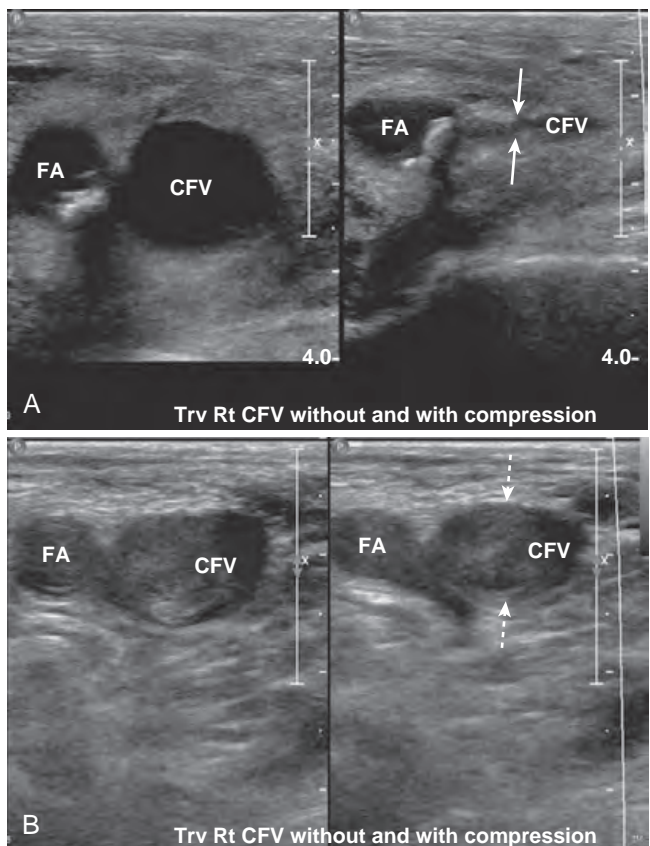 FA
CFV
FA
CFV
x
x
4.0
4.0
A
Trv Rt CFV without and with compression
FA
CFV
x
FA
CFV
x
B
Trv Rt CFV without and with compression